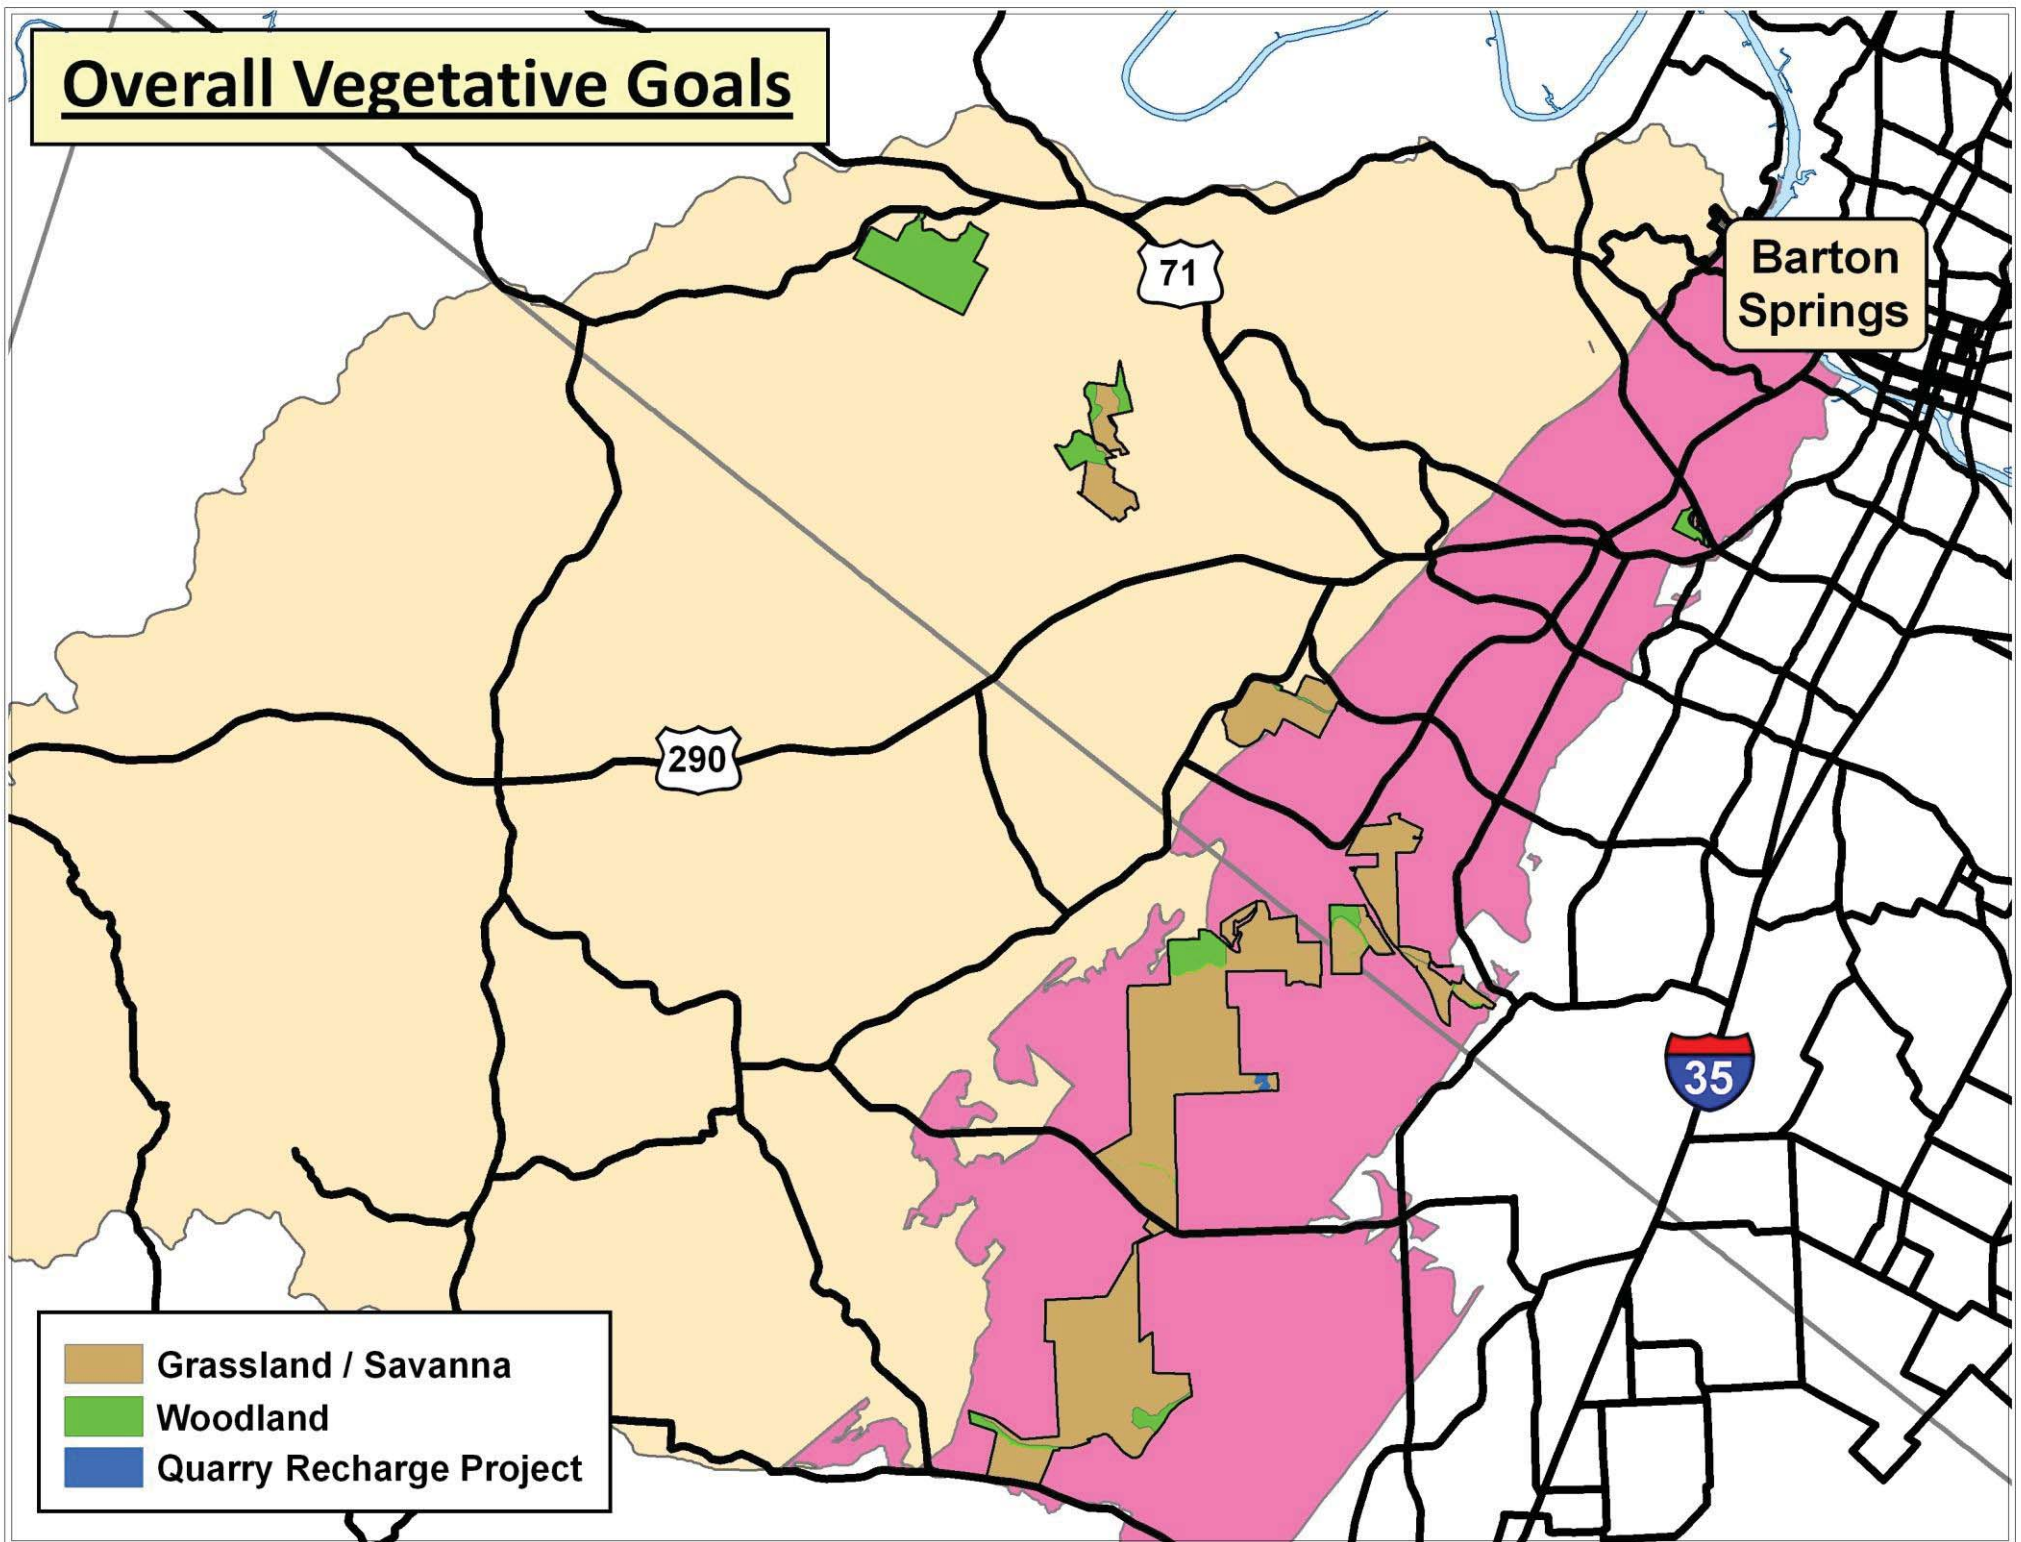 Overall Vegetative Goals
71
Barton
Springs
290
35
Grassland / Savanna
Woodland
Quarry Recharge Project